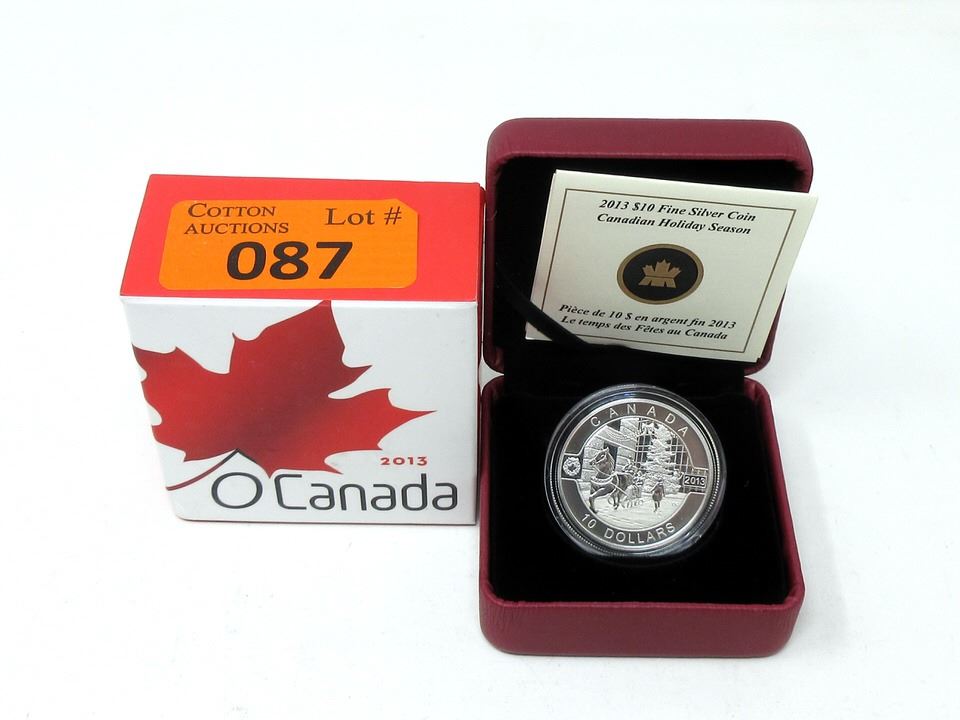 COTTON
AUCTIONS
Lot #
087
2013
O Canada
2013 $10 Fine Silver Coin
Canadian Holiday Season
Pièce de 10 $ en argent fin 2013
Le temps des Fêtes au Canada
CANADA
2013
10 DOLLARS